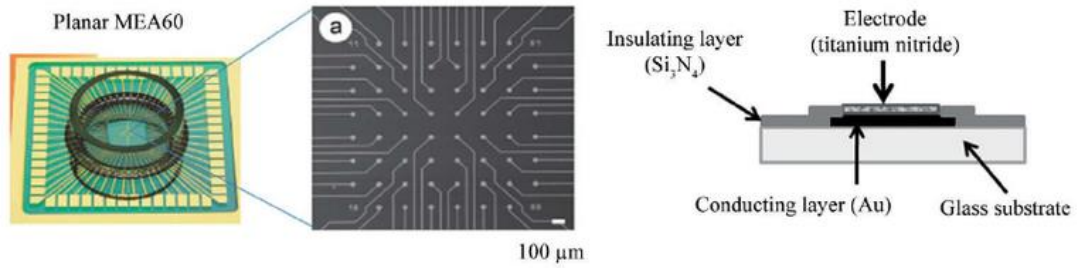 Planar MEA60
a
100 μm
Electrode
(titanium nitride)
Insulating layer
(Si₃N₄)
Conducting layer (Au)
Glass substrate